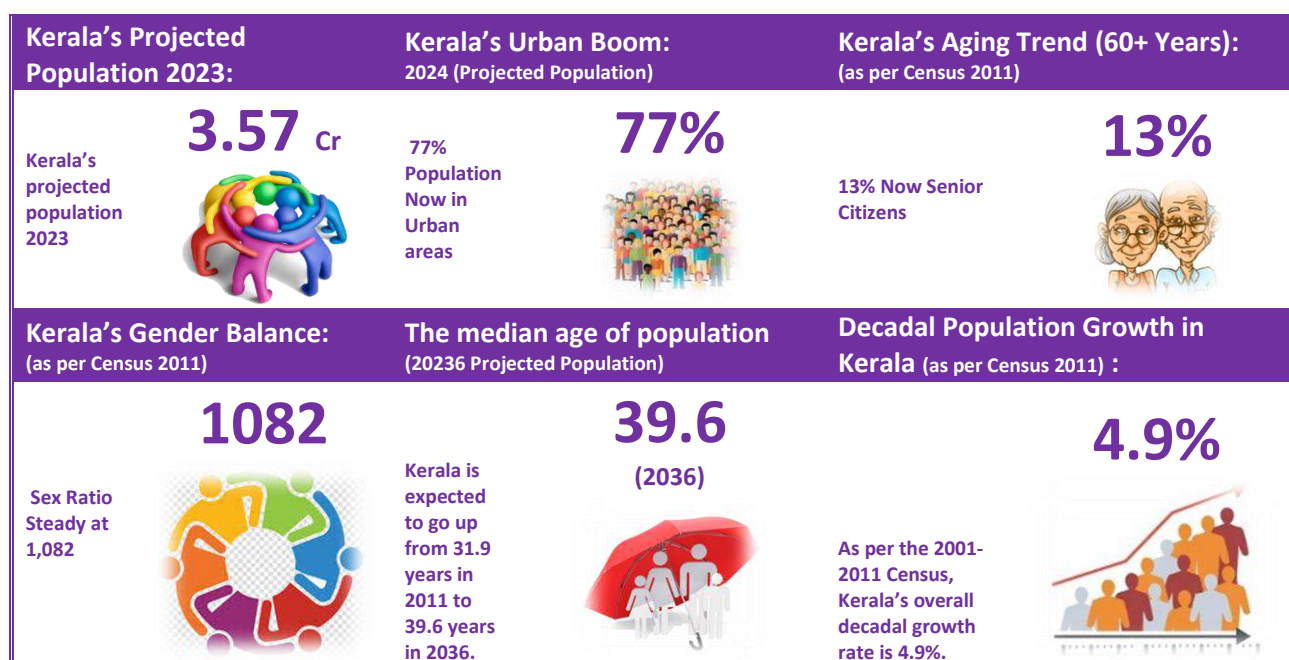 Kerala's Projected
Population 2023:
Kerala's
projected
population
2023
3.57 Cr
Kerala's Urban Boom:
2024 (Projected Population)
77%
Population
Now in
Urban
areas
77%
Kerala's Aging Trend (60+ Years):
(as per Census 2011)
13%
13% Now Senior
Citizens
Kerala's Gender Balance:
(as per Census 2011)
1082
Sex Ratio
Steady at
1,082
The median age of population
(20236 Projected Population)
39.6
(2036)
Kerala is
expected
to go up
from 31.9
years in
2011 to
39.6 years
in 2036.
Decadal Population Growth in
Kerala (as per Census 2011) :
4.9%
As per the 2001-
2011 Census,
Kerala's overall
decadal growth
rate is 4.9%.